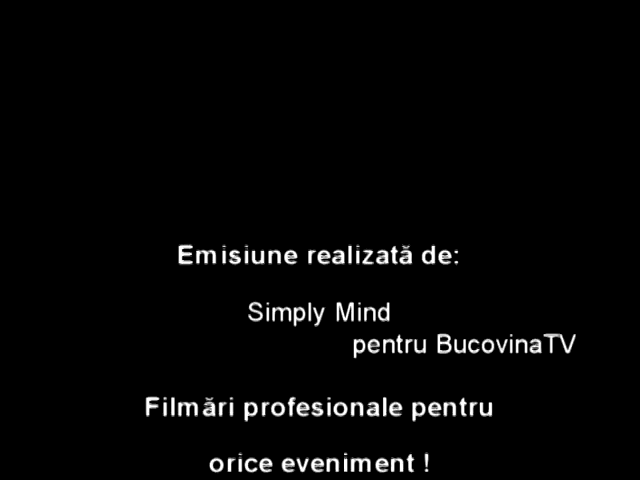 Emisiune realizată de:
Simply Mind
pentru BucovinaTV
Filmări profesionale pentru
orice eveniment !